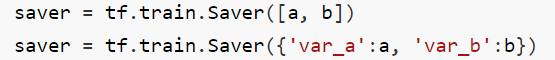 saver = tf.train.Saver([a, b])
saver = tf.train.Saver({'var_a':a, 'var_b':b})